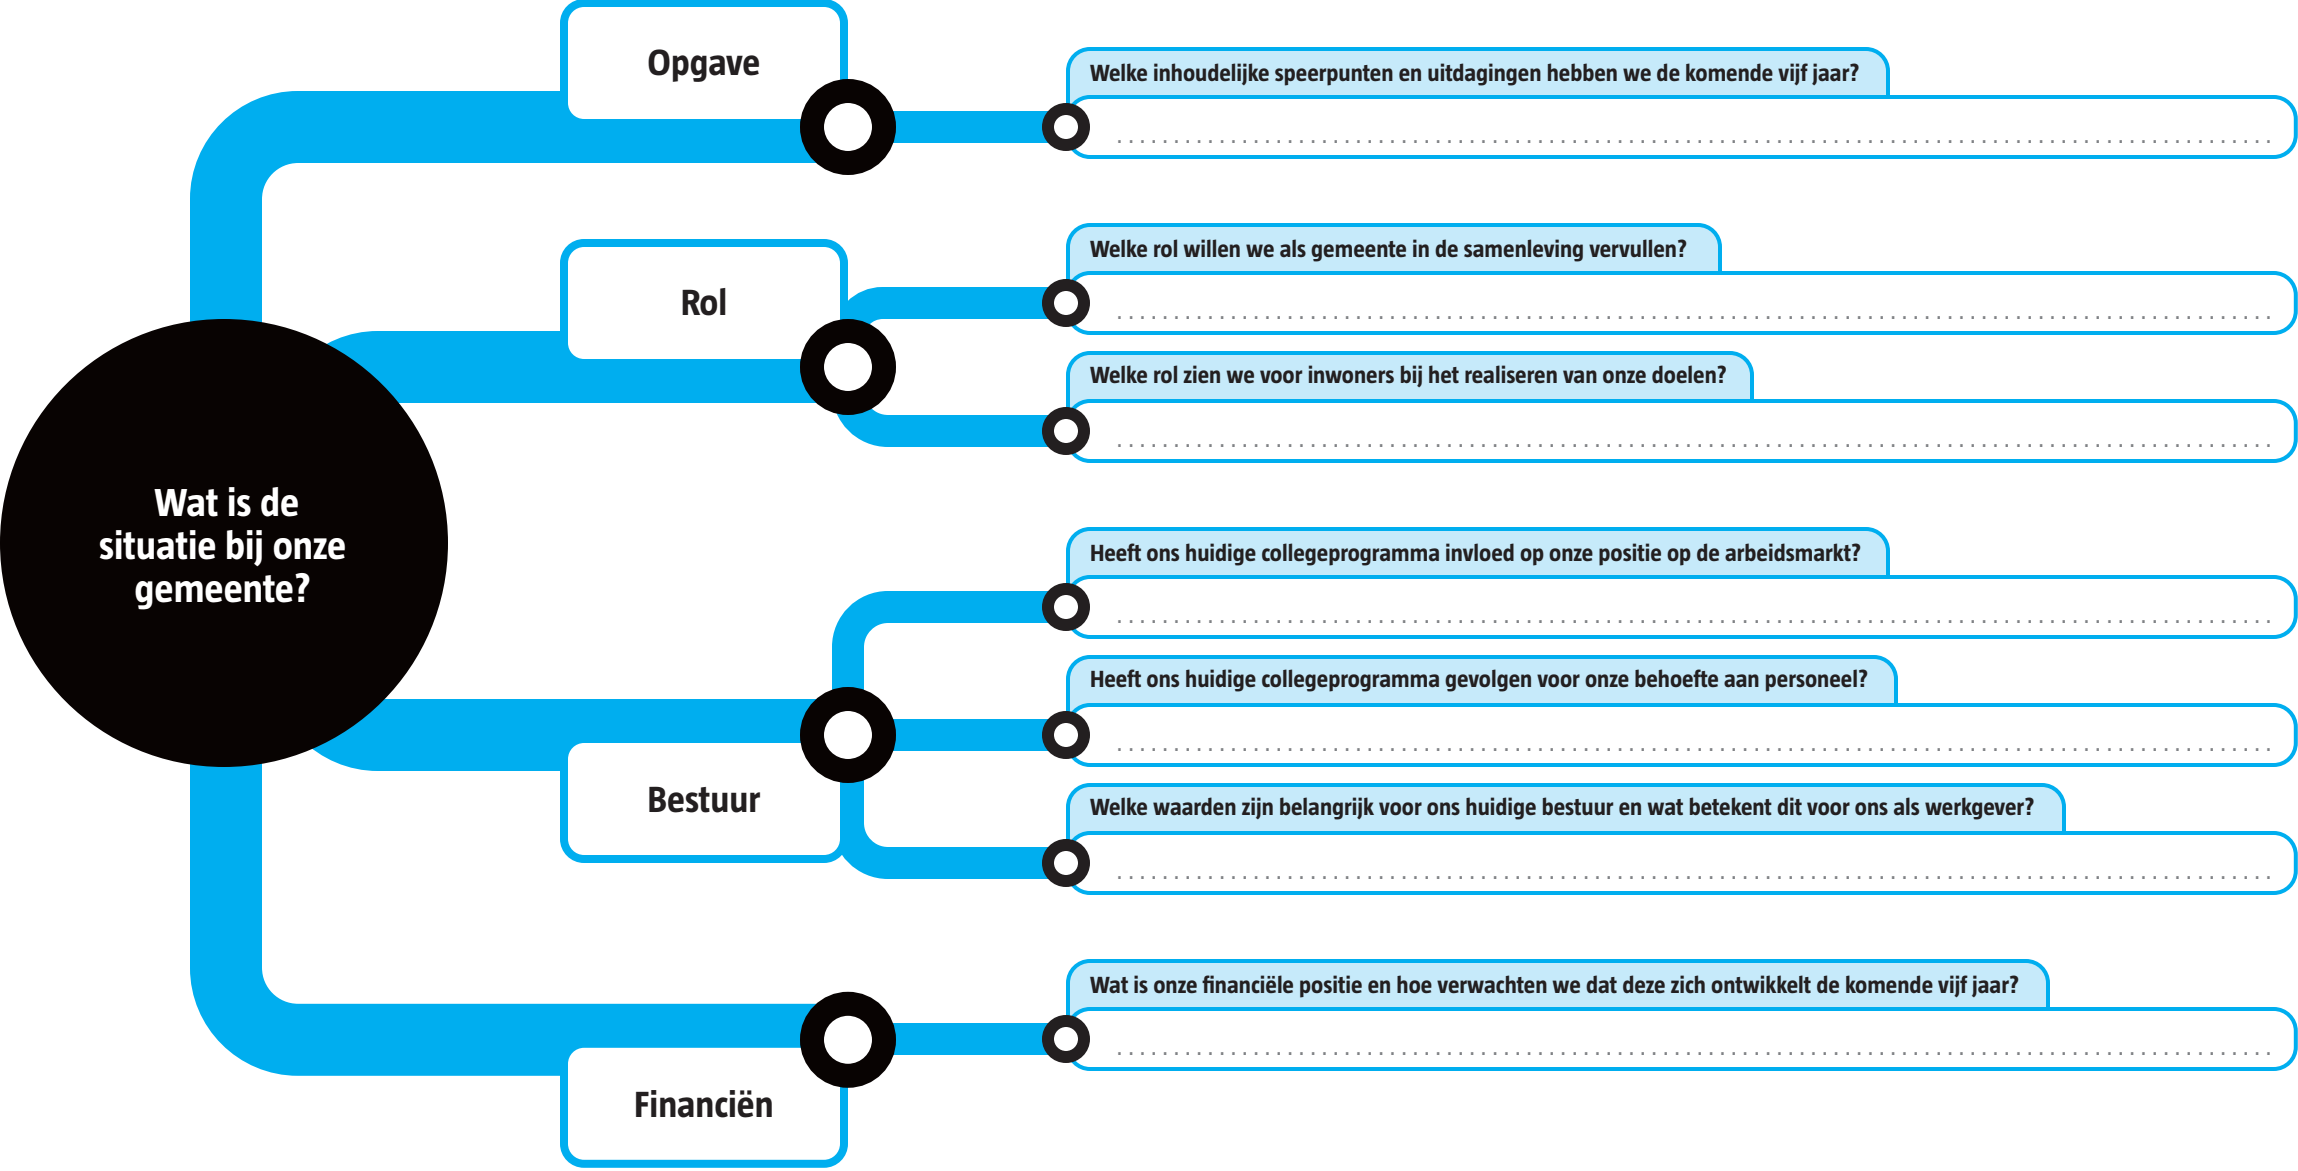 Opgave
Welke inhoudelijke speerpunten en uitdagingen hebben we de komende vijf jaar?
Rol
Welke rol willen we als gemeente in de samenleving vervullen?
Welke rol zien we voor inwoners bij het realiseren van onze doelen?
Wat is de
situatie bij onze
gemeente?
Heeft ons huidige collegeprogramma invloed op onze positie op de arbeidsmarkt?
Heeft ons huidige collegeprogramma gevolgen voor onze behoefte aan personeel?
Bestuur
Welke waarden zijn belangrijk voor ons huidige bestuur en wat betekent dit voor ons als werkgever?
Wat is onze financiële positie en hoe verwachten we dat deze zich ontwikkelt de komende vijf jaar?
Financiën